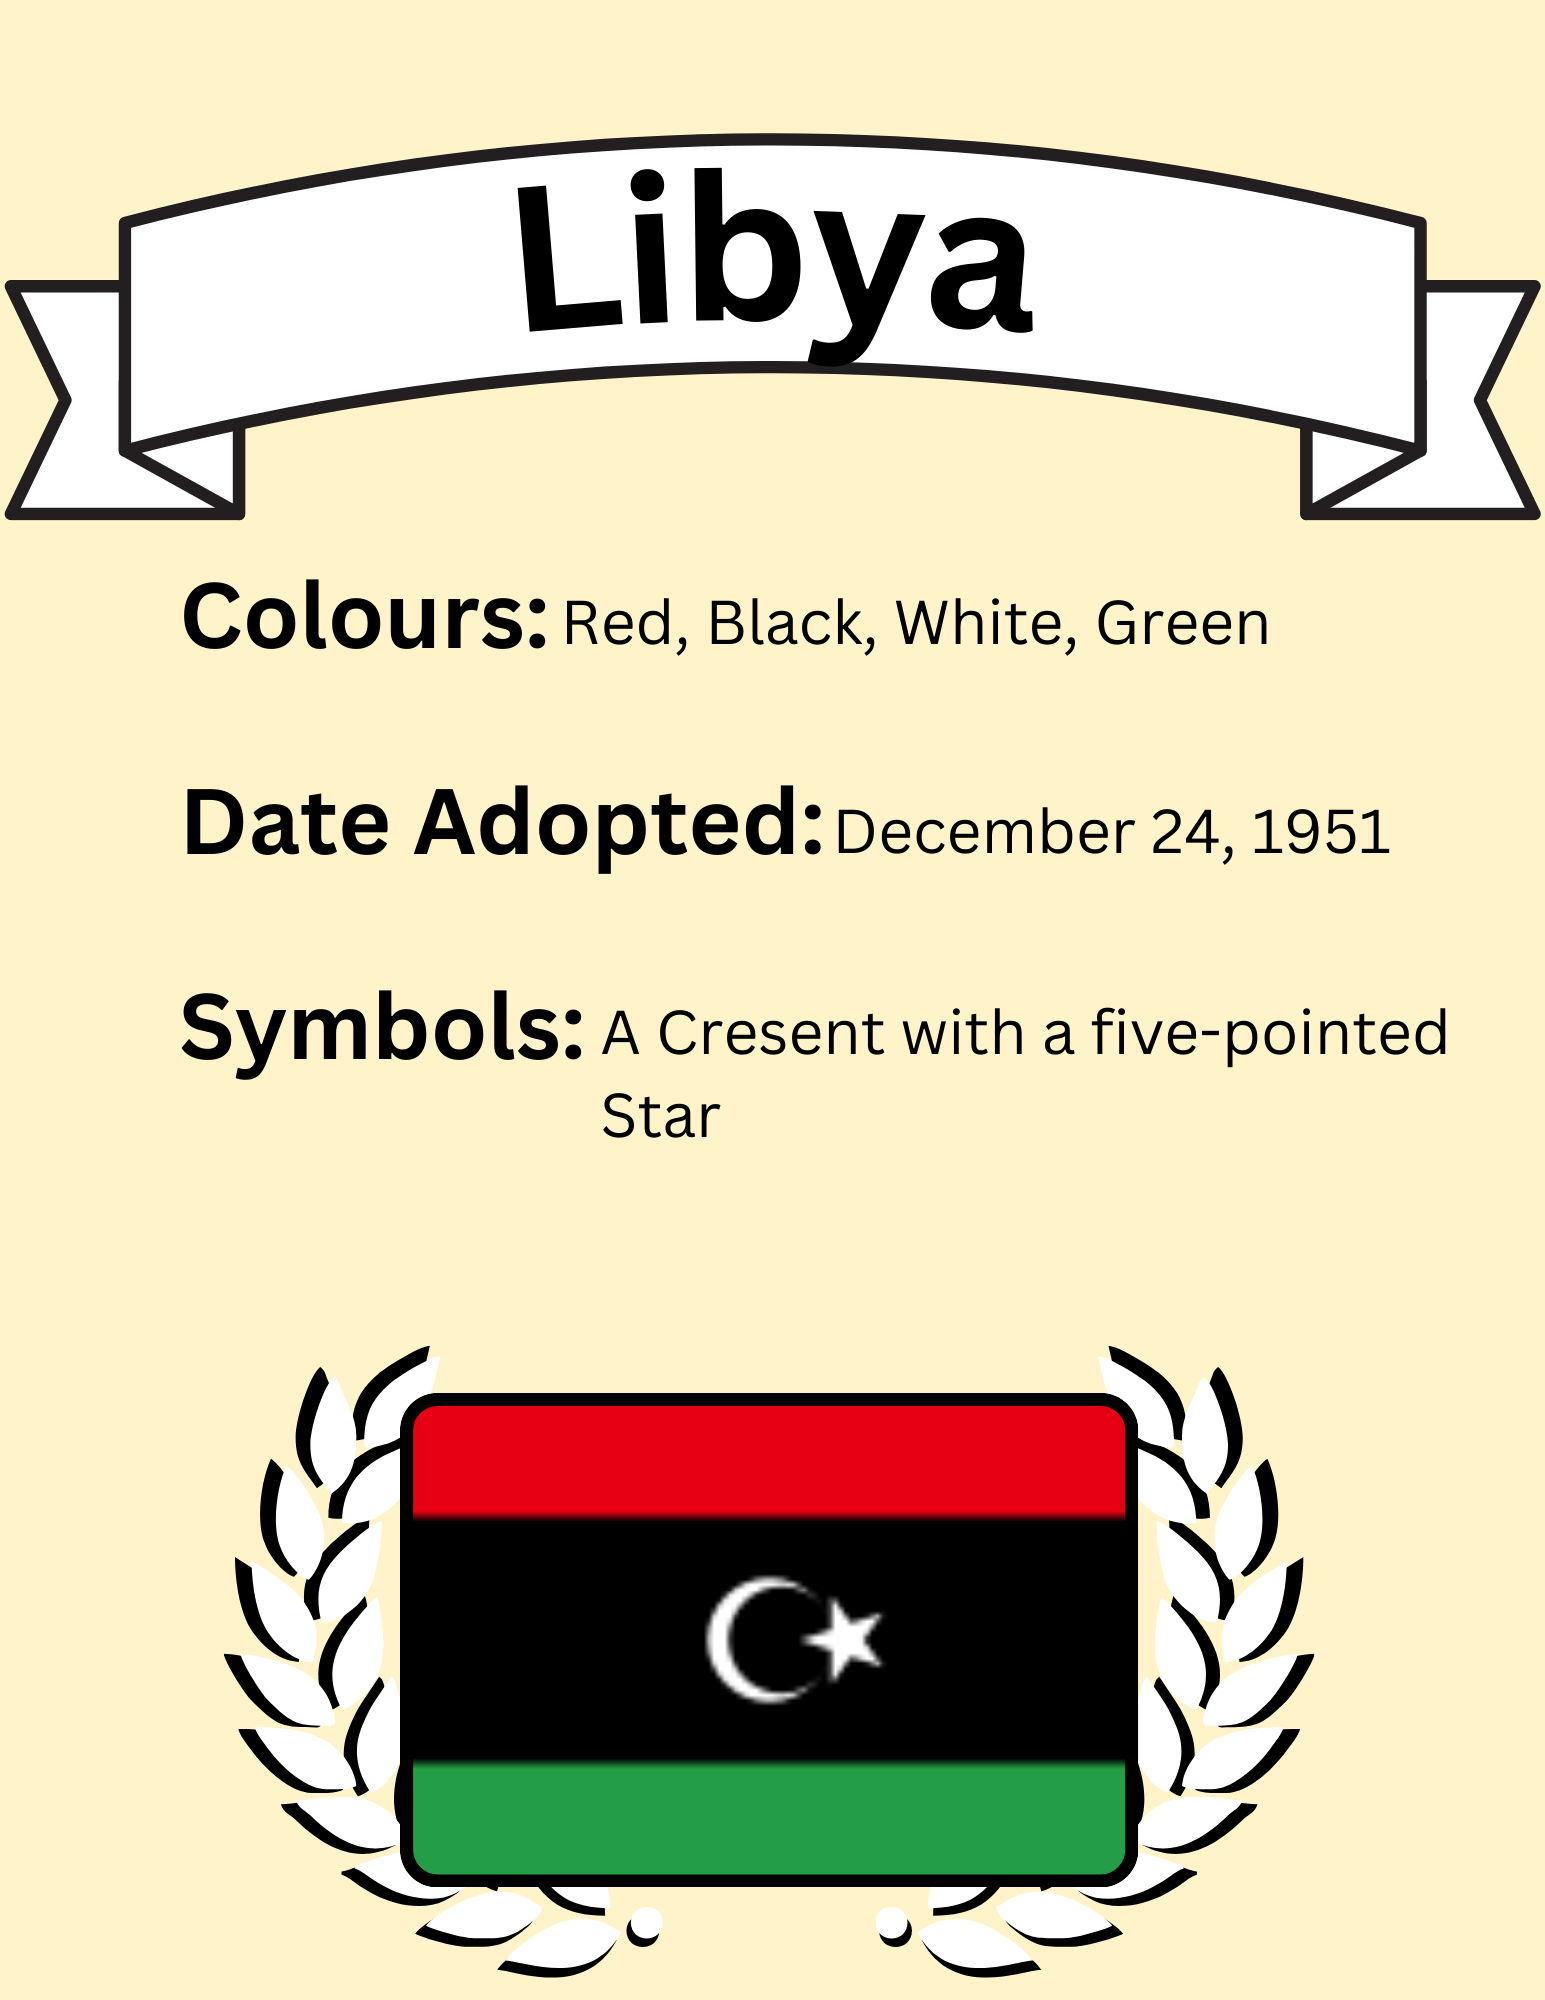 Libya
Colours: Red, Black, White, Green
Date Adopted: December 24, 1951
Symbols: A Cresent with a five-pointed
Star